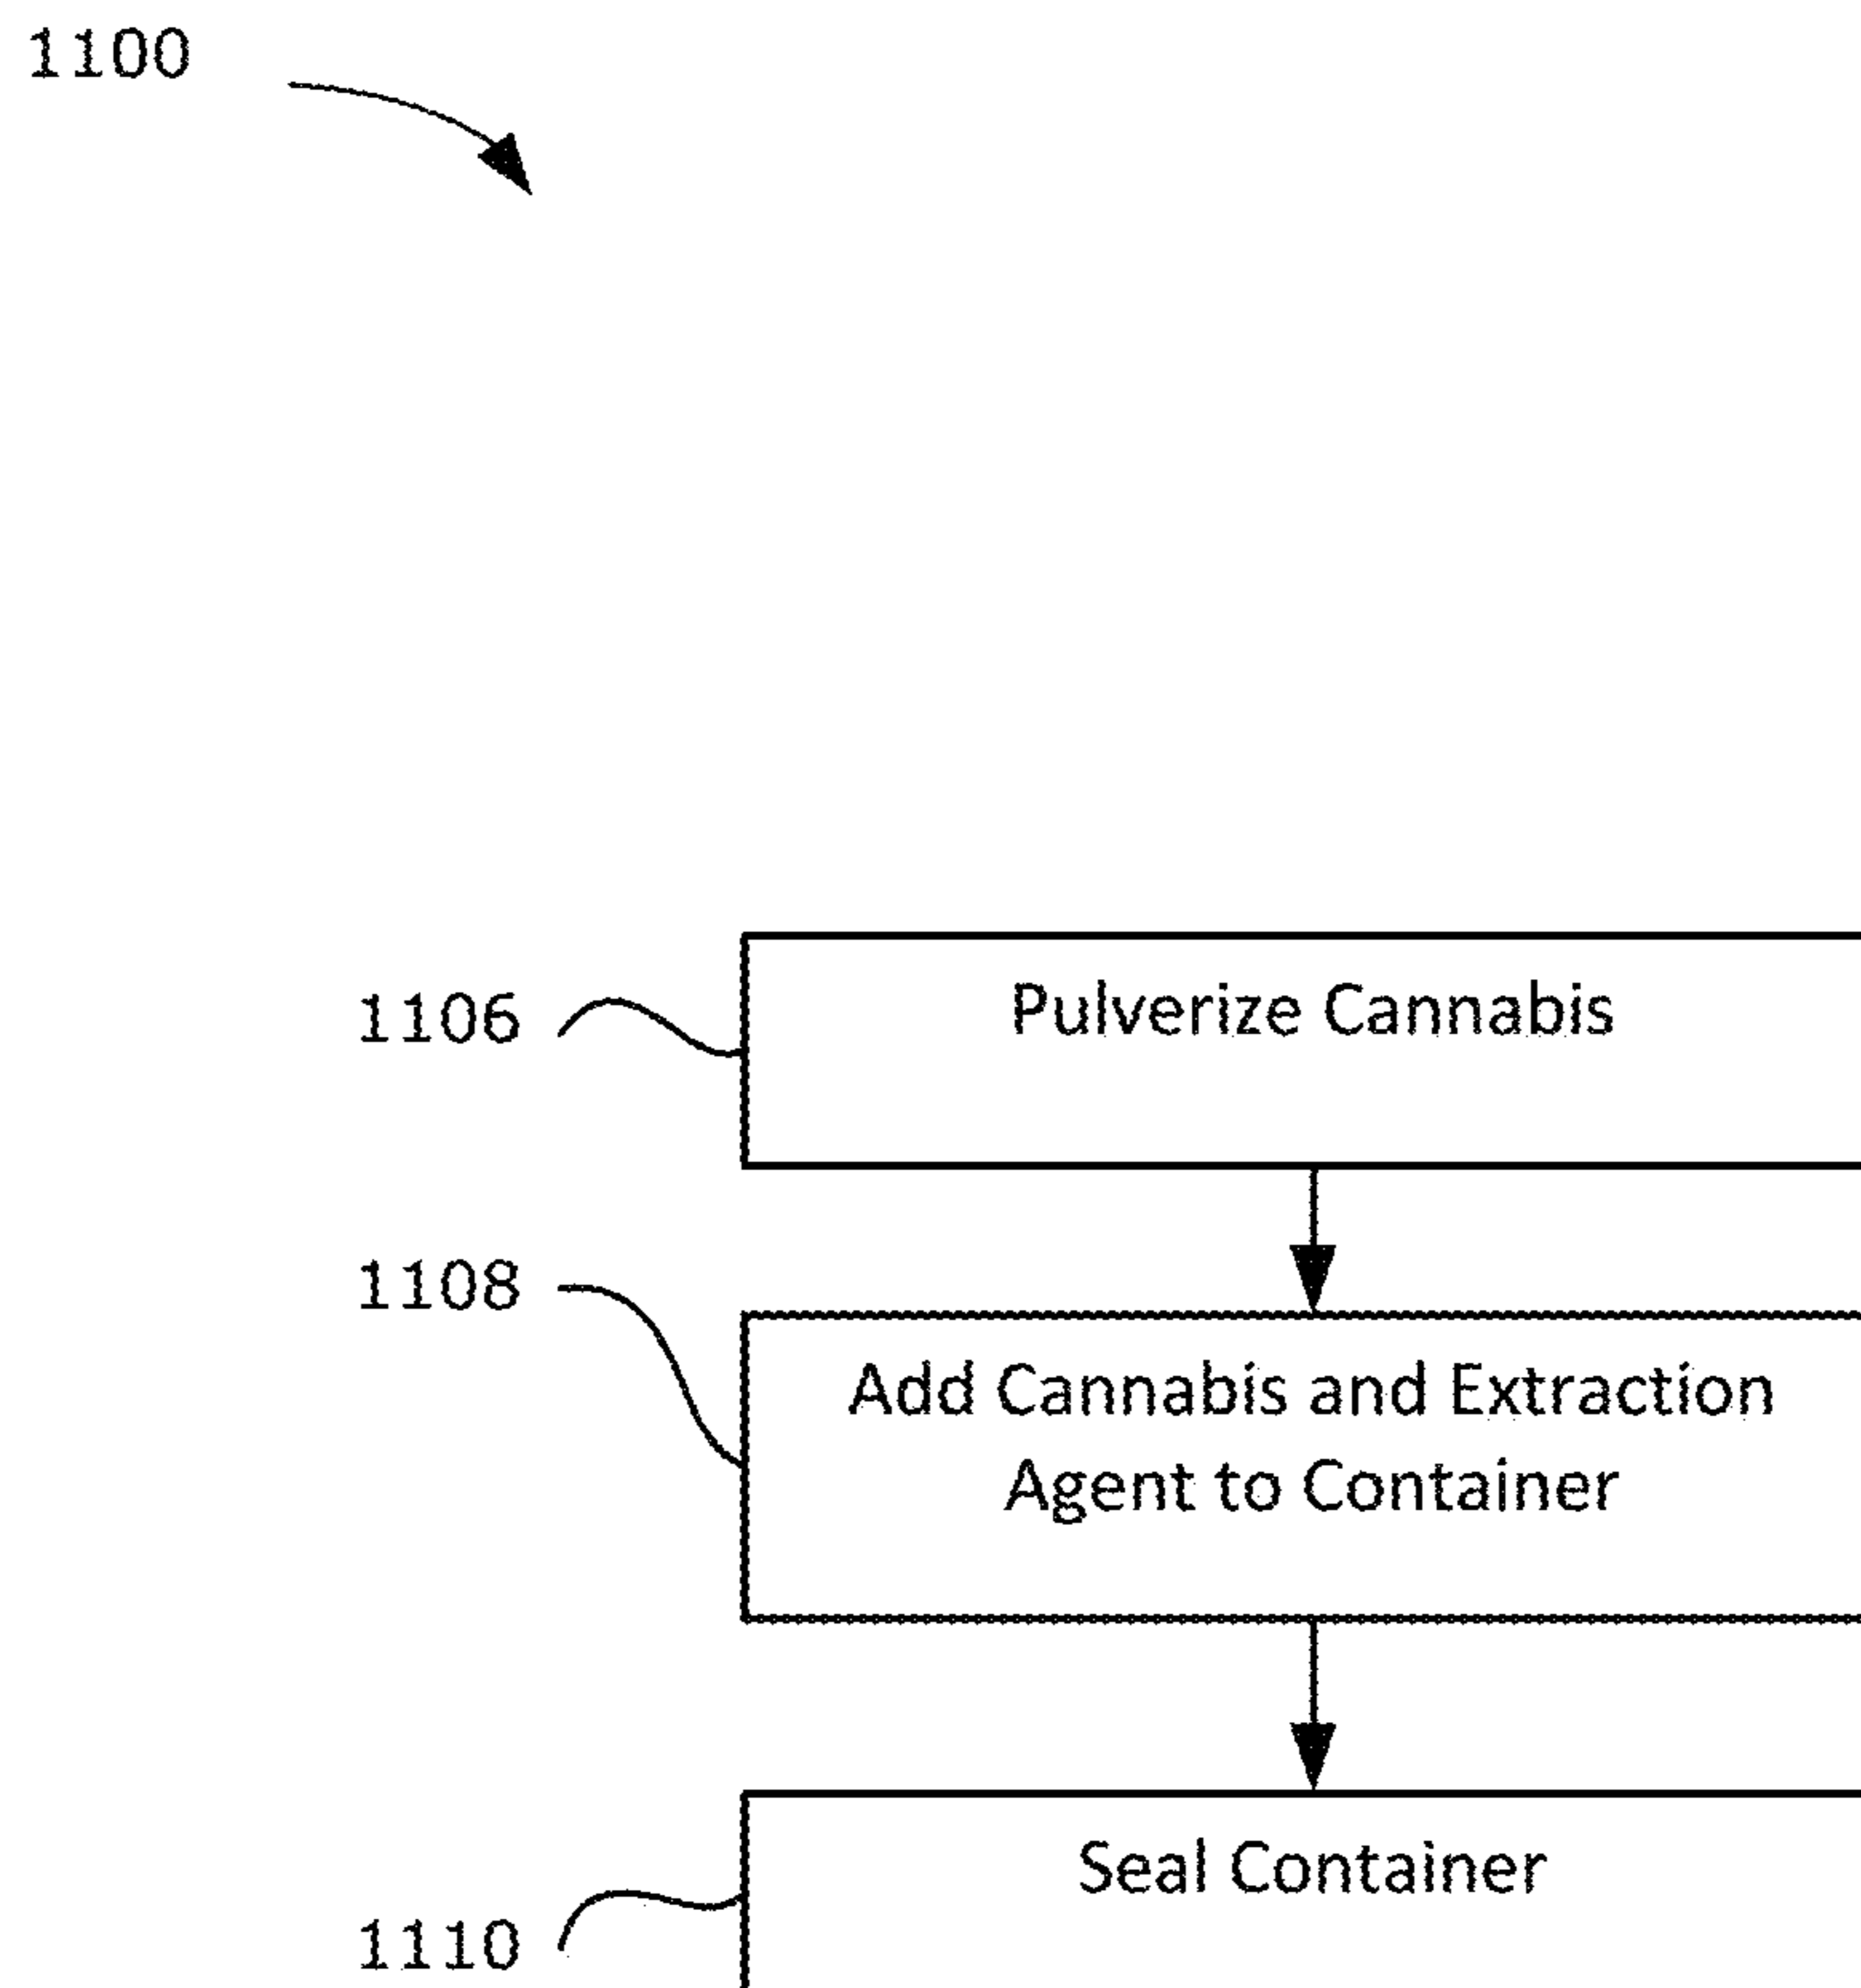 1100
1106
Pulverize Cannabis
1108
Add Cannabis and Extraction
Agent to Container
Seal Container
1110